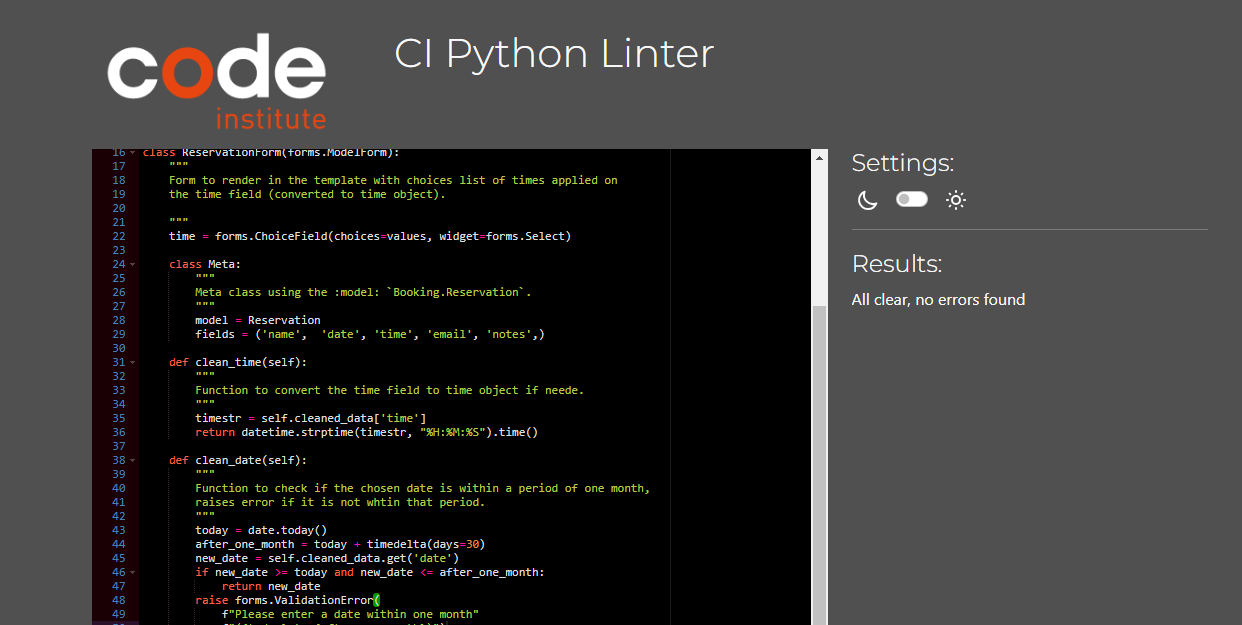 code
institute
CI Python Linter
16 class ReservationForm(forms.ModelForm):
17 """
18 Form to render in the template with choices list of times applied on
19 the time field (converted to time object).
20
21 """
22 time = forms.ChoiceField(choices=values, widget=forms.Select)
23
24 class Meta:
25 """
26 Meta class using the :model: `Booking.Reservation`.
27 """
28 model = Reservation
29 fields = ('name',  'date', 'time', 'email', 'notes',)
30
31 def clean_time(self):
32 """
33 Function to convert the time field to time object if neede.
34 """
35 timestr = self.cleaned_data['time']
36 return datetime.strptime(timestr, "%H:%M:%S").time()
37
38 def clean_date(self):
39 """
40 Function to check if the chosen date is within a period of one month,
41 raises error if it is not whtin that period.
42 """
43 today = date.today()
44 after_one_month = today + timedelta(days=30)
45 new_date = self.cleaned_data.get('date')
46 if new_date >= today and new_date <= after_one_month:
47 return new_date
48 raise forms.ValidationError(
49 f"Please enter a date within one month"
Settings:
Results:
All clear, no errors found